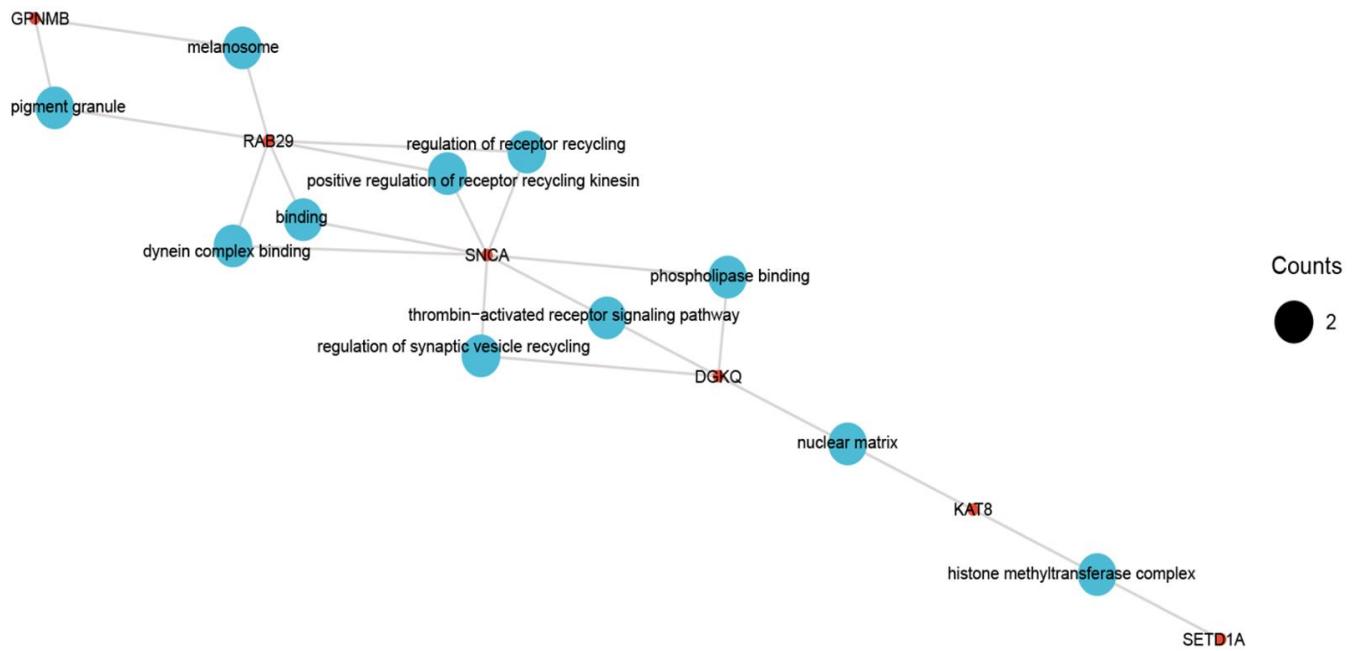 GPNMB
melanosome
pigment granule
RAB29
regulation of receptor recycling
positive regulation of receptor recycling kinesin
binding
dynein complex binding
SNCA
phospholipase binding
Counts
2
thrombin−activated receptor signaling pathway
regulation of synaptic vesicle recycling
DGKQ
nuclear matrix
KAT8
histone methyltransferase complex
SETD1A